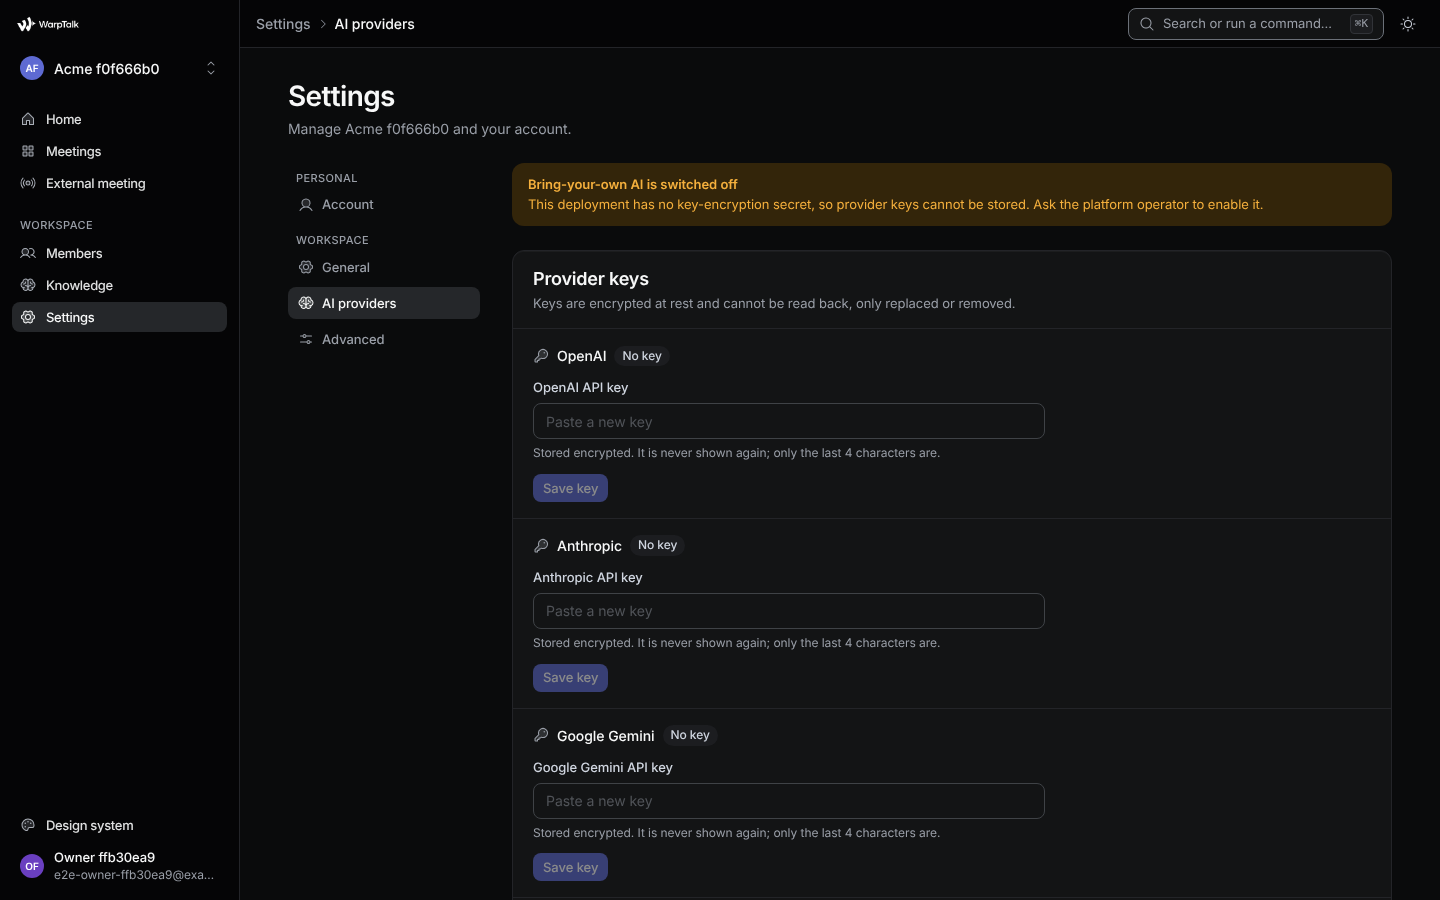 WarpTalk
Settings
AI providers
Search or run a command...
⌘K
AF
Acme f0f666b0
Home
Meetings
External meeting
WORKSPACE
Members
Knowledge
Settings
Settings
Manage Acme f0f666b0 and your account.
PERSONAL
Account
WORKSPACE
General
AI providers
Advanced
Bring-your-own AI is switched off
This deployment has no key-encryption secret, so provider keys cannot be stored. Ask the platform operator to enable it.
Provider keys
Keys are encrypted at rest and cannot be read back, only replaced or removed.
OpenAI No key
OpenAI API key
Paste a new key
Stored encrypted. It is never shown again; only the last 4 characters are.
Save key
Anthropic No key
Anthropic API key
Paste a new key
Stored encrypted. It is never shown again; only the last 4 characters are.
Save key
Google Gemini No key
Google Gemini API key
Paste a new key
Stored encrypted. It is never shown again; only the last 4 characters are.
Save key
Design system
OF
Owner ffb30ea9
e2e-owner-ffb30ea9@exa...